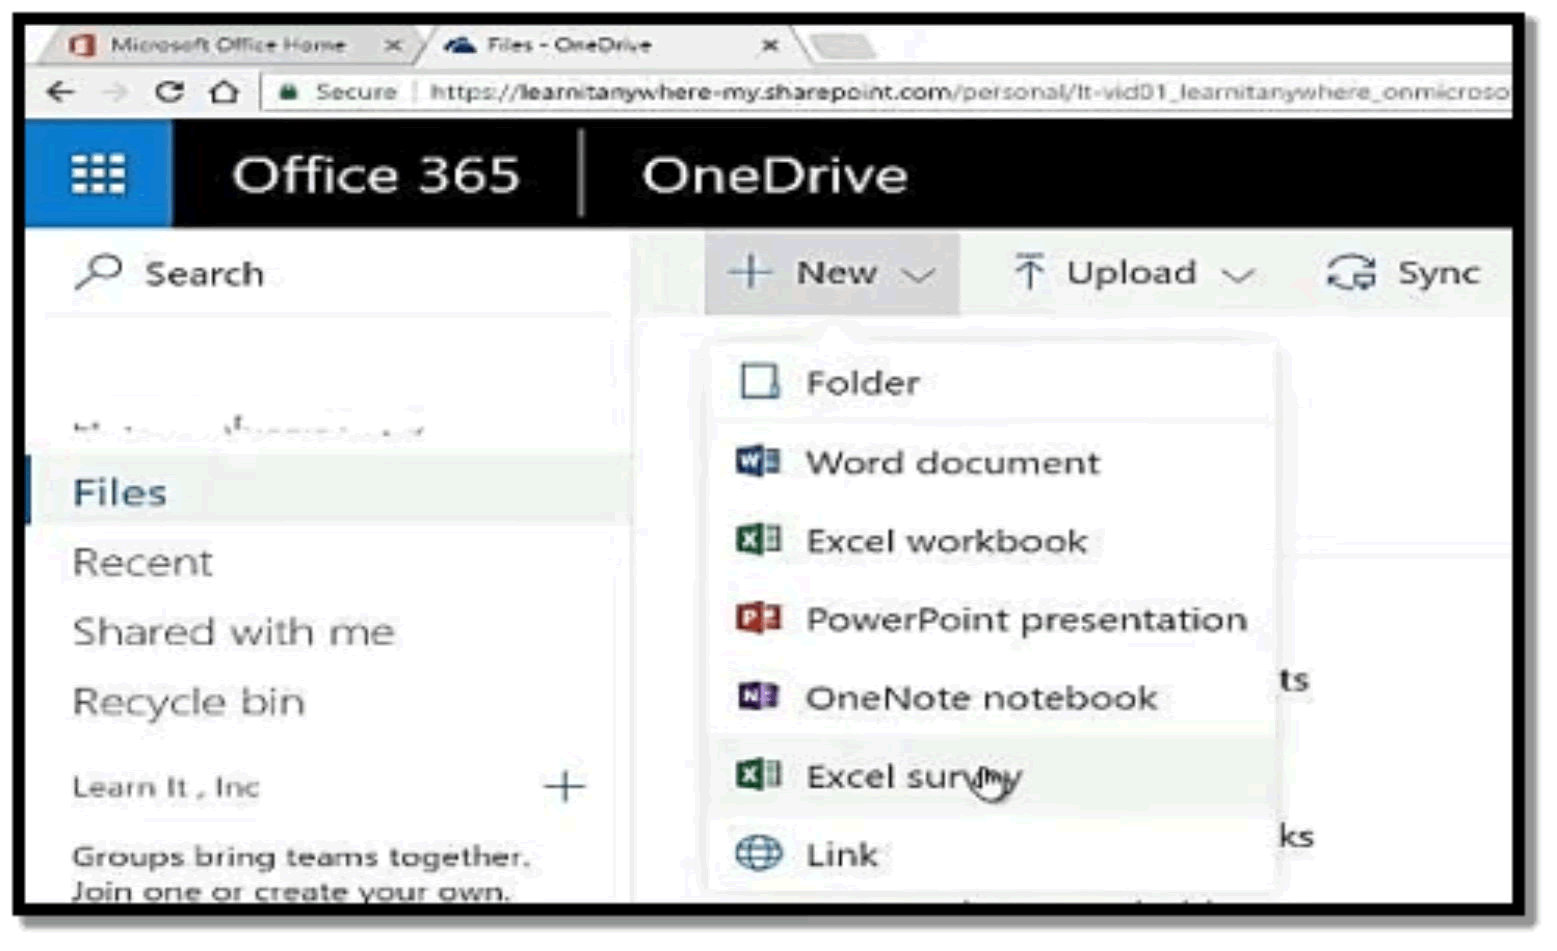 Microsoft Office Home
Files - OneDrive
Secure https://learnitanywhere-my.sharepoint.com/personal/lt-vid01_learnitanywhere_onmicroso
Office 365 OneDrive
Search
New Upload Sync
Folder
Word document
Files
Excel workbook
Recent
PowerPoint presentation
Shared with me
ts
OneNote notebook
Recycle bin
Excel survey
Learn It , Inc
ks
Link
Groups bring teams together.
Join one or create your own.